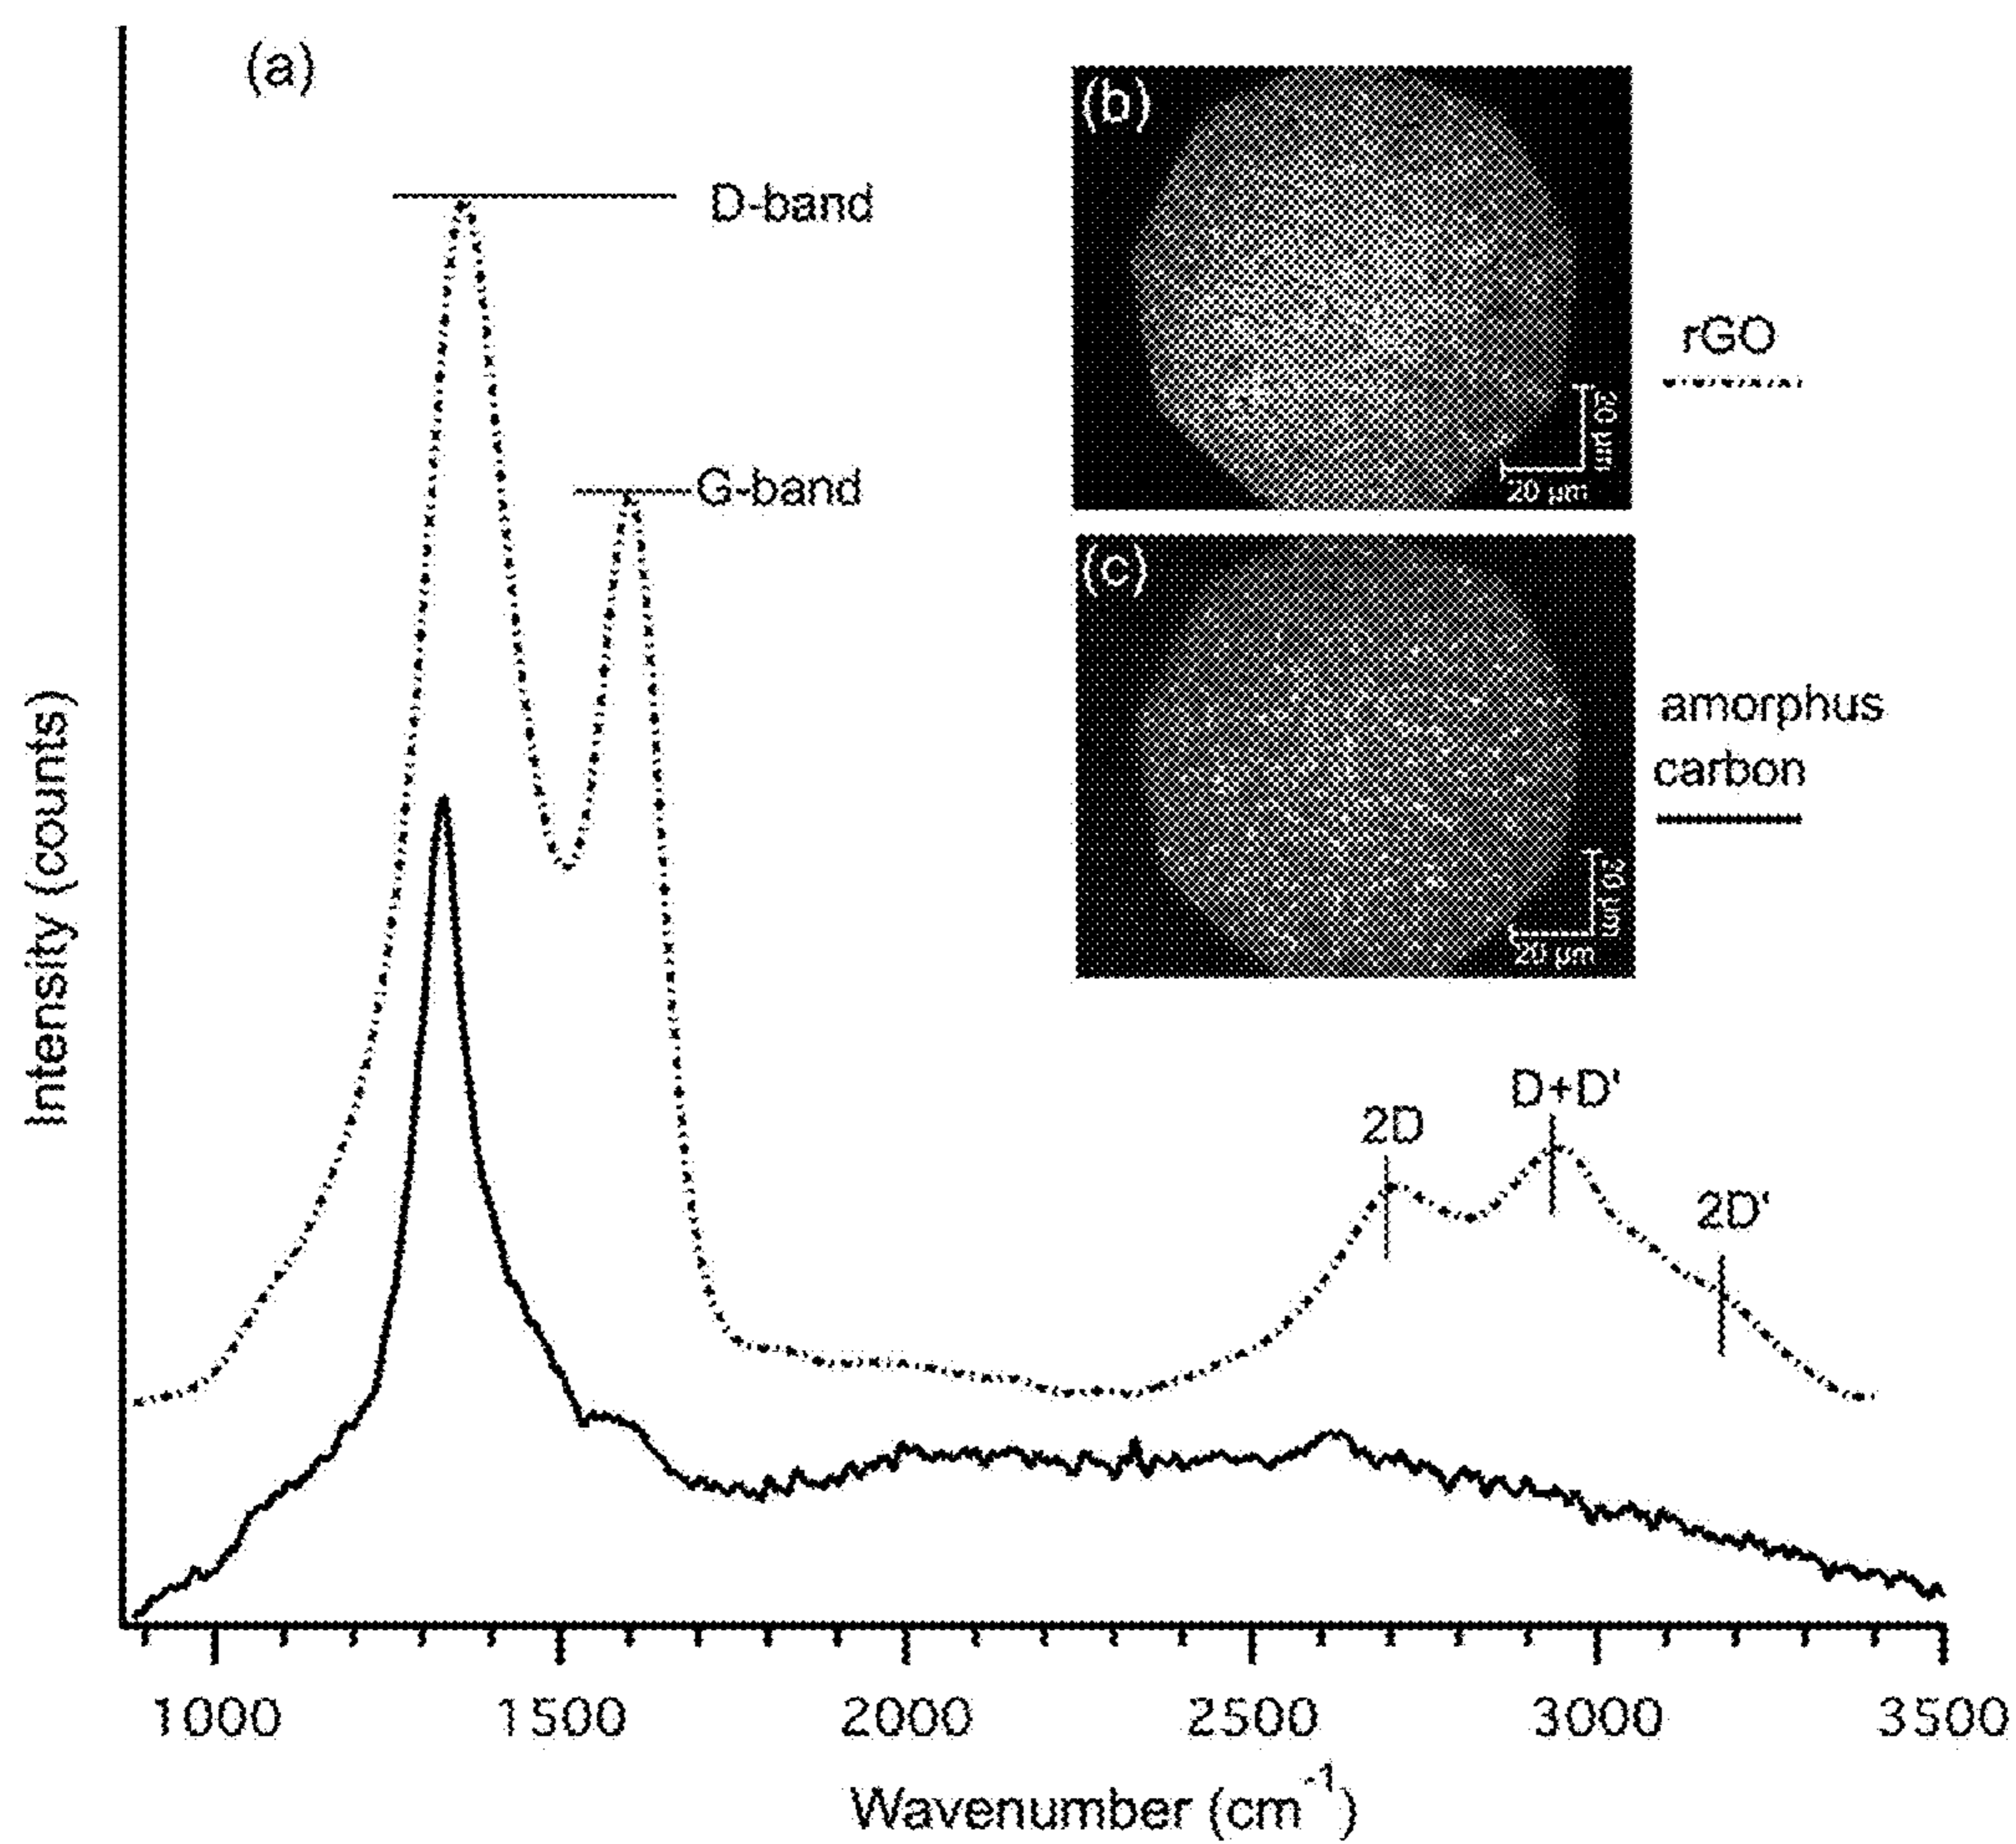 (a)
D-band
G-band
(b)
20 µm
20 µm
rGO
(c)
20 µm
20 µm
amorphus
carbon
2D
D+D'
2D'
Intensity (counts)
1000
1500
2000
2500
3000
3500
Wavenumber (cm⁻¹)